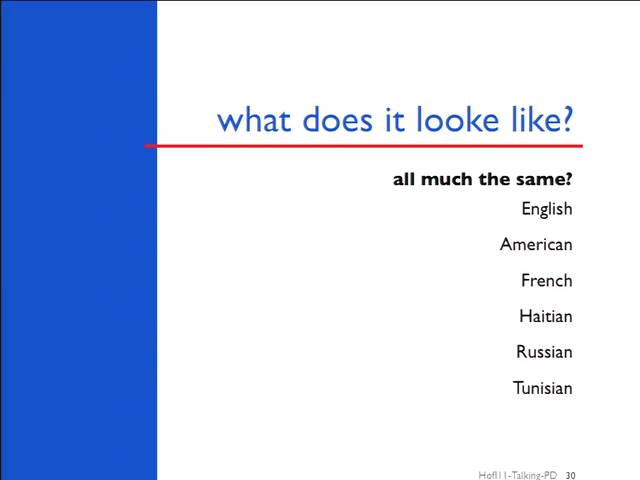 what does it looke like?
all much the same?
English
American
French
Haitian
Russian
Tunisian
Hofl11-Talking-PD 30